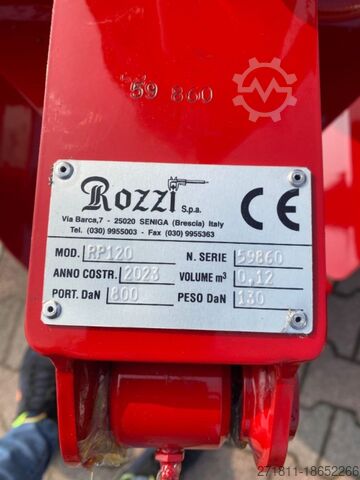 59 860
Rozzi S.p.a.
CE
Via Barca,7 - 25020 SENIGA (Brescia) Italy
Tel. (030) 9955003 - Fax (030) 9955363
MOD. RP120 N. SERIE 59860
ANNO COSTR. 2023 VOLUME m³ 0,12
PORT. DaN 800 PESO DaN 130
271811-18652266